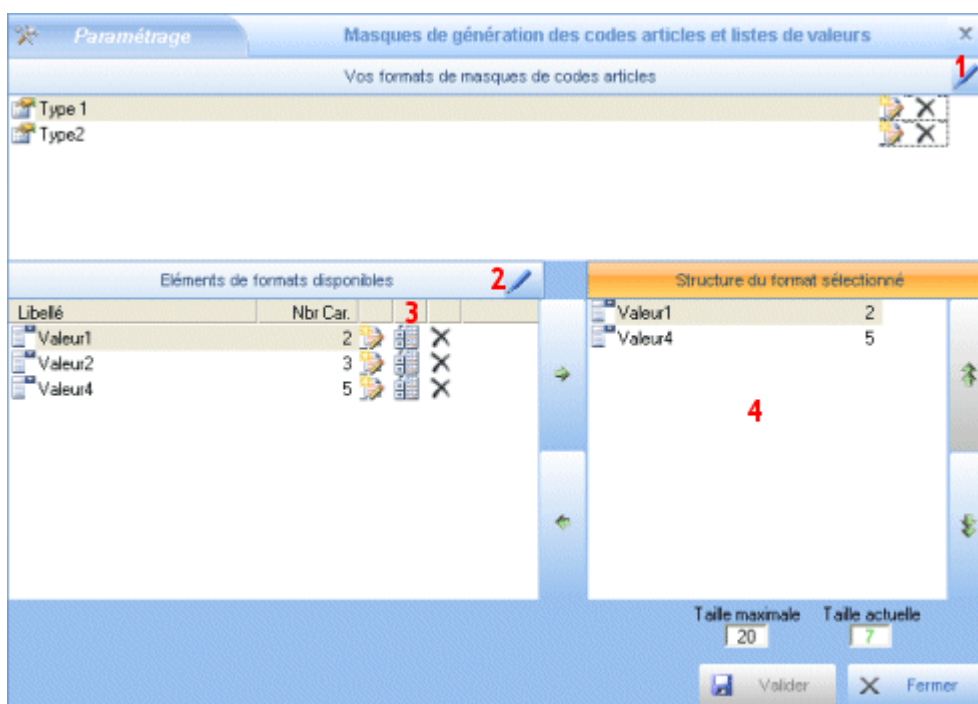 Paramétrage Masques de génération des codes articles et listes de valeurs
Vos formats de masques de codes articles 1
Type 1
Type2
Eléments de formats disponibles 2
Structure du format sélectionné
Libellé Nbr Car. 3
Valeur1 2
Valeur2 3
Valeur4 5
Valeur1 2
Valeur4 5
4
Taille maximale Taille actuelle
20 7
Valider Fermer